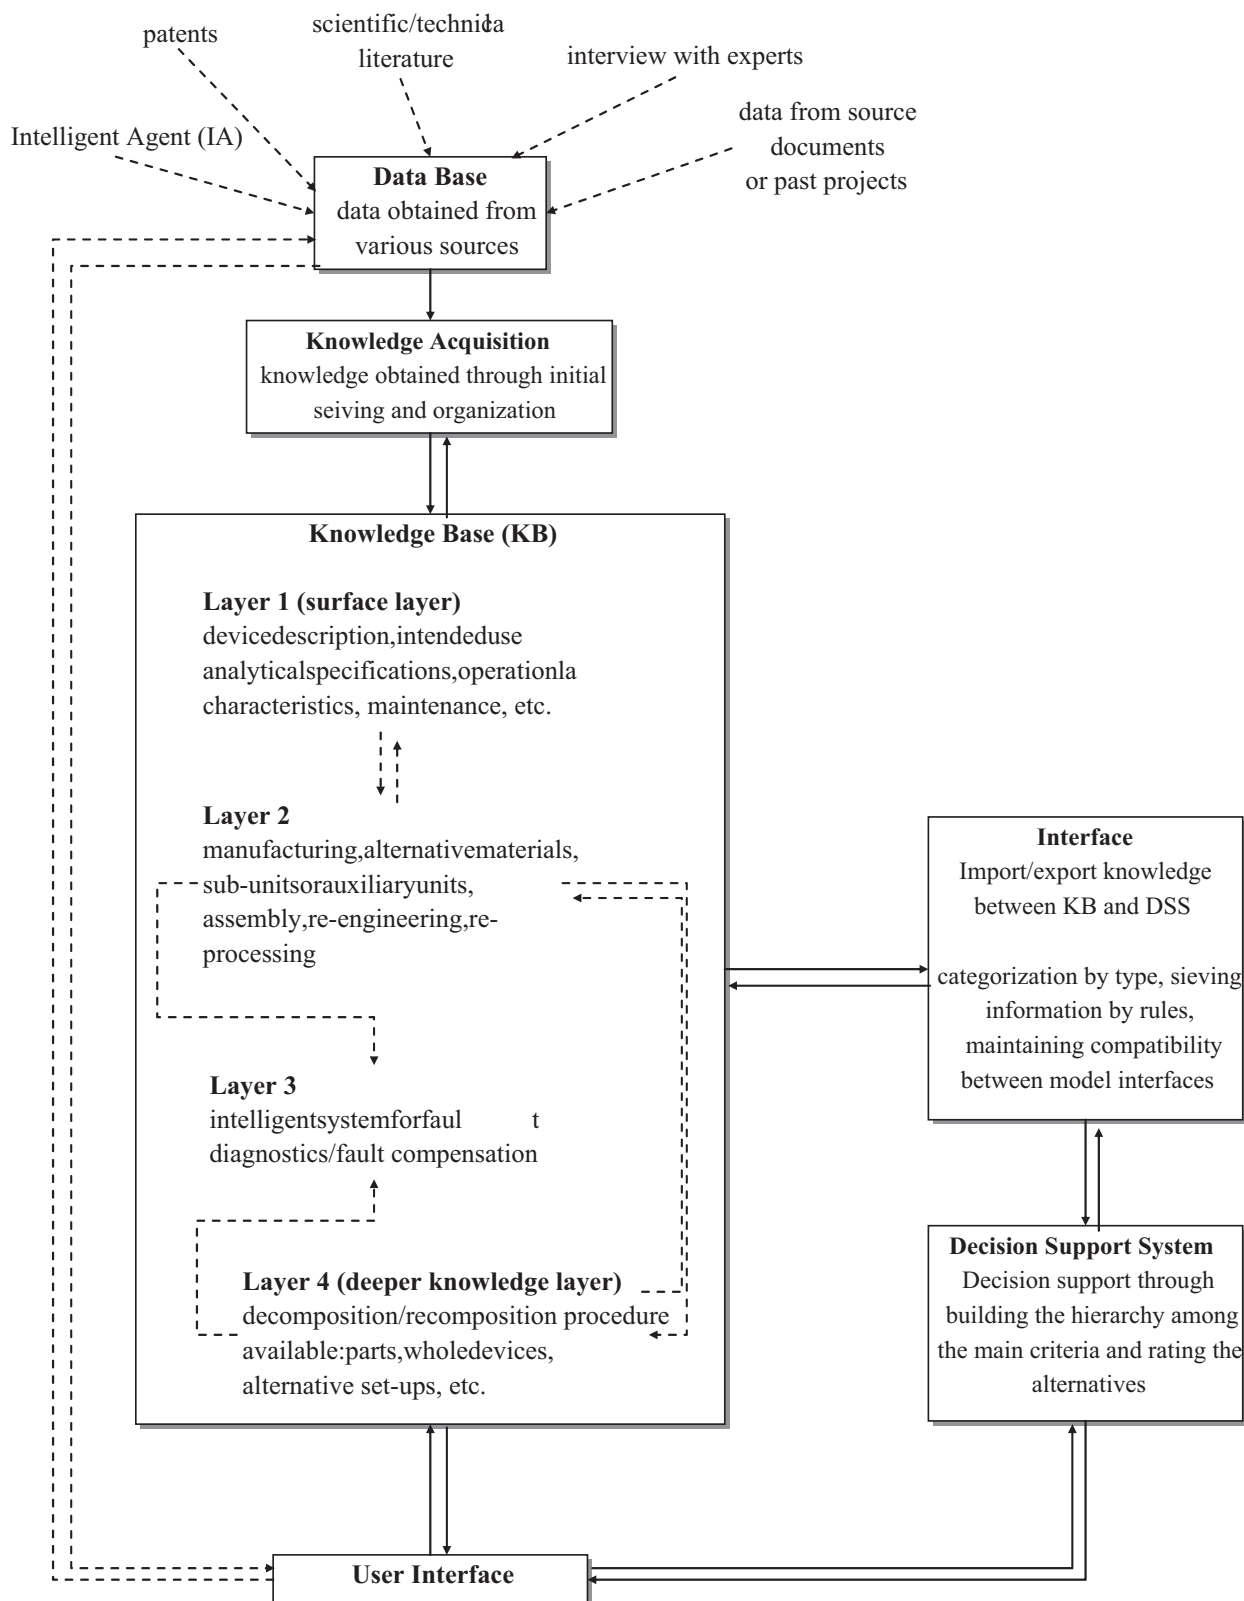 patents
scientific/technicla
literature
interview with experts
Intelligent Agent (IA)
data from source
documents
or past projects
Data Base
data obtained from
various sources
Knowledge Acquisition
knowledge obtained through initial
seiving and organization
Knowledge Base (KB)
Layer 1 (surface layer)
devicedescription,intendeduse
analyticalspecifications,operationla
characteristics, maintenance, etc.
Layer 2
manufacturing,alternativematerials,
sub-unitsorauxiliaryunits,
assembly,re-engineering,re-
processing
Layer 3
intelligentsystemforfaul t
diagnostics/fault compensation
Layer 4 (deeper knowledge layer)
decomposition/recomposition procedure
available:parts,wholedevices,
alternative set-ups, etc.
Interface
Import/export knowledge
between KB and DSS
categorization by type, sieving
information by rules,
maintaining compatibility
between model interfaces
Decision Support System
Decision support through
building the hierarchy among
the main criteria and rating the
alternatives
User Interface